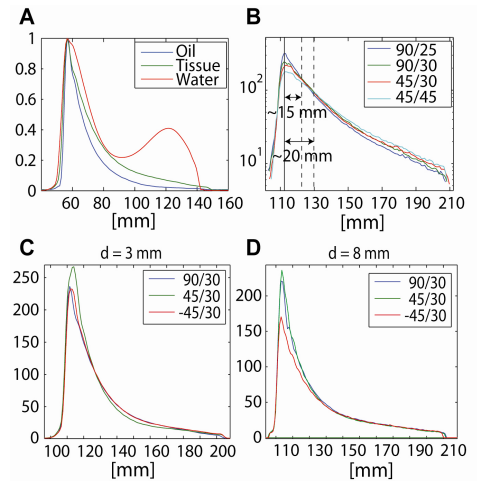 A
Oil
Tissue
Water
1
0.8
0.6
0.4
0.2
0
60 80 100 120 140 160
[mm]
B
90/25
90/30
45/30
45/45
10²
10¹
~15 mm
~20 mm
110 130 150 170 190 210
[mm]
C
d = 3 mm
90/30
45/30
-45/30
250
200
150
100
50
0
100 120 140 160 180 200
[mm]
D
d = 8 mm
90/30
45/30
-45/30
250
200
150
100
50
0
110 130 150 170 190 210
[mm]